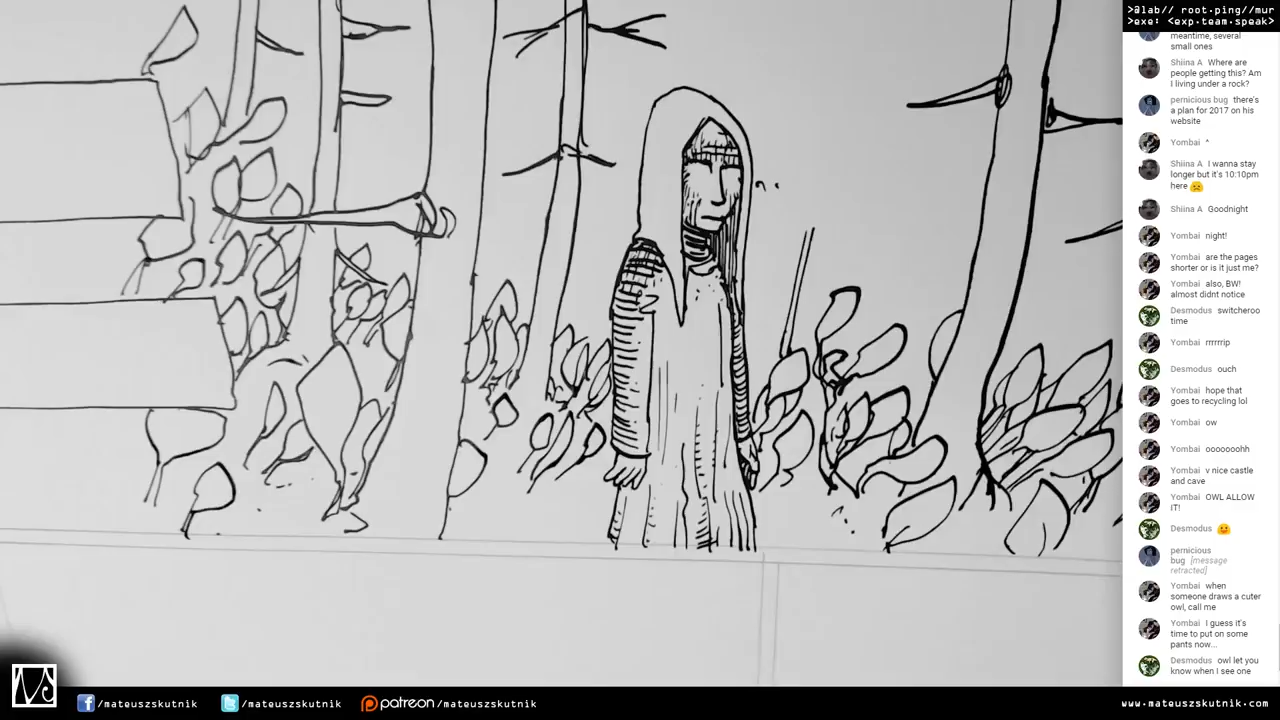 >@lab// root.ping//mur
>exe: <exp.team.speak>
meantime, several
small ones
Shiina A Where are
people getting this? Am
I living under a rock?
pernicious bug there's
a plan for 2017 on his
website
Yombai ^
Shiina A I wanna stay
longer but it's 10:10pm
here
Shiina A Goodnight
Yombai night!
Yombai are the pages
shorter or is it just me?
Yombai also, BW!
almost didnt notice
Desmodus switcheroo
time
Yombai rrrrrrip
Desmodus ouch
Yombai hope that
goes to recycling lol
Yombai ow
Yombai ooooooohh
Yombai v nice castle
and cave
Yombai OWL ALLOW
IT!
Desmodus
pernicious
bug [message
retracted]
Yombai when
someone draws a cuter
owl, call me
Yombai I guess it's
time to put on some
pants now...
Desmodus owl let you
know when I see one
/mateuszskutnik /mateuszskutnik patreon/mateuszskutnik www.mateuszskutnik.com